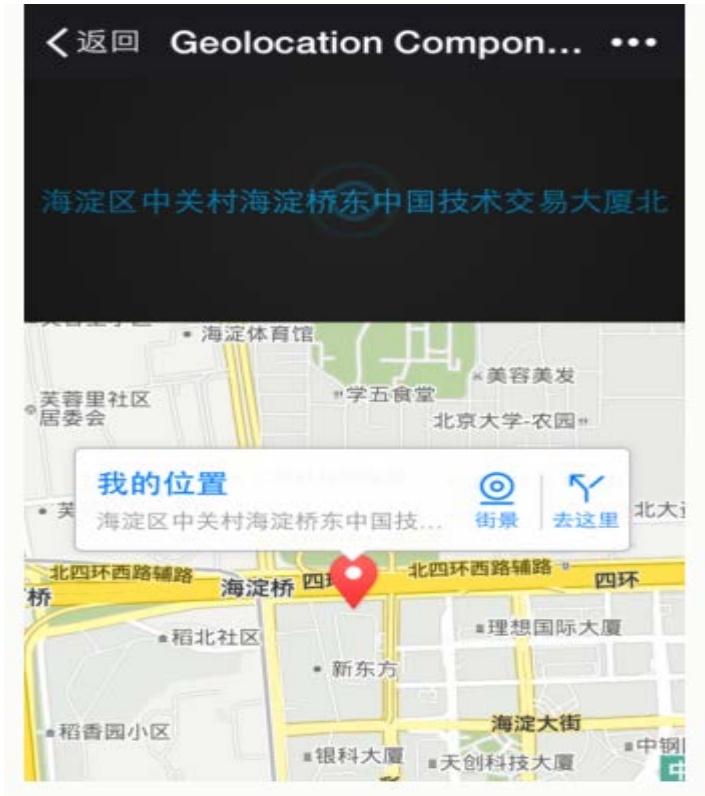 返回 Geolocation Compon... •••
海淀区中关村海淀桥东中国技术交易大厦北
海淀体育馆
美容美发
芙蓉里社区
居委会
学五食堂
北京大学-农园
我的位置
海淀区中关村海淀桥东中国技...
街景
去这里
芙
北大
北四环西路辅路
海淀桥
四
北四环西路辅路
四环
桥
稻北社区
理想国际大厦
新东方
海淀大街
稻香园小区
银科大厦
天创科技大厦
中钢
中